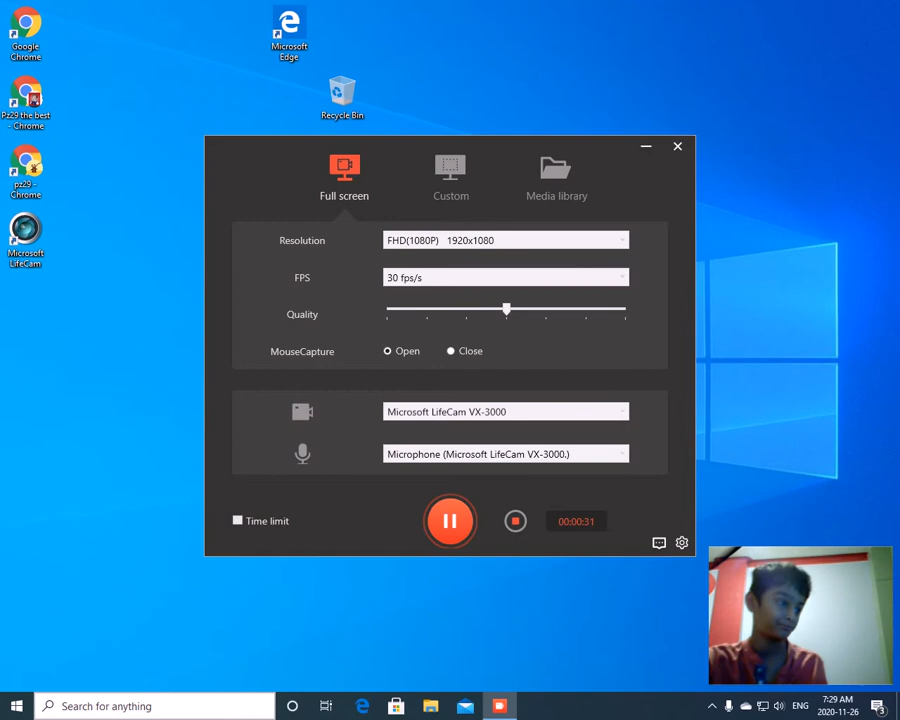 Google
Chrome
Microsoft
Edge
Pz29 the best
- Chrome
Recycle Bin
pz29 -
Chrome
Microsoft
LifeCam
Full screen
Custom
Media library
Resolution
FHD(1080P) 1920x1080
FPS
30 fps/s
Quality
MouseCapture
Open
Close
Microsoft LifeCam VX-3000
Microphone (Microsoft LifeCam VX-3000.)
Time limit
00:00:31
Search for anything
ENG
7:29 AM
2020-11-26
3